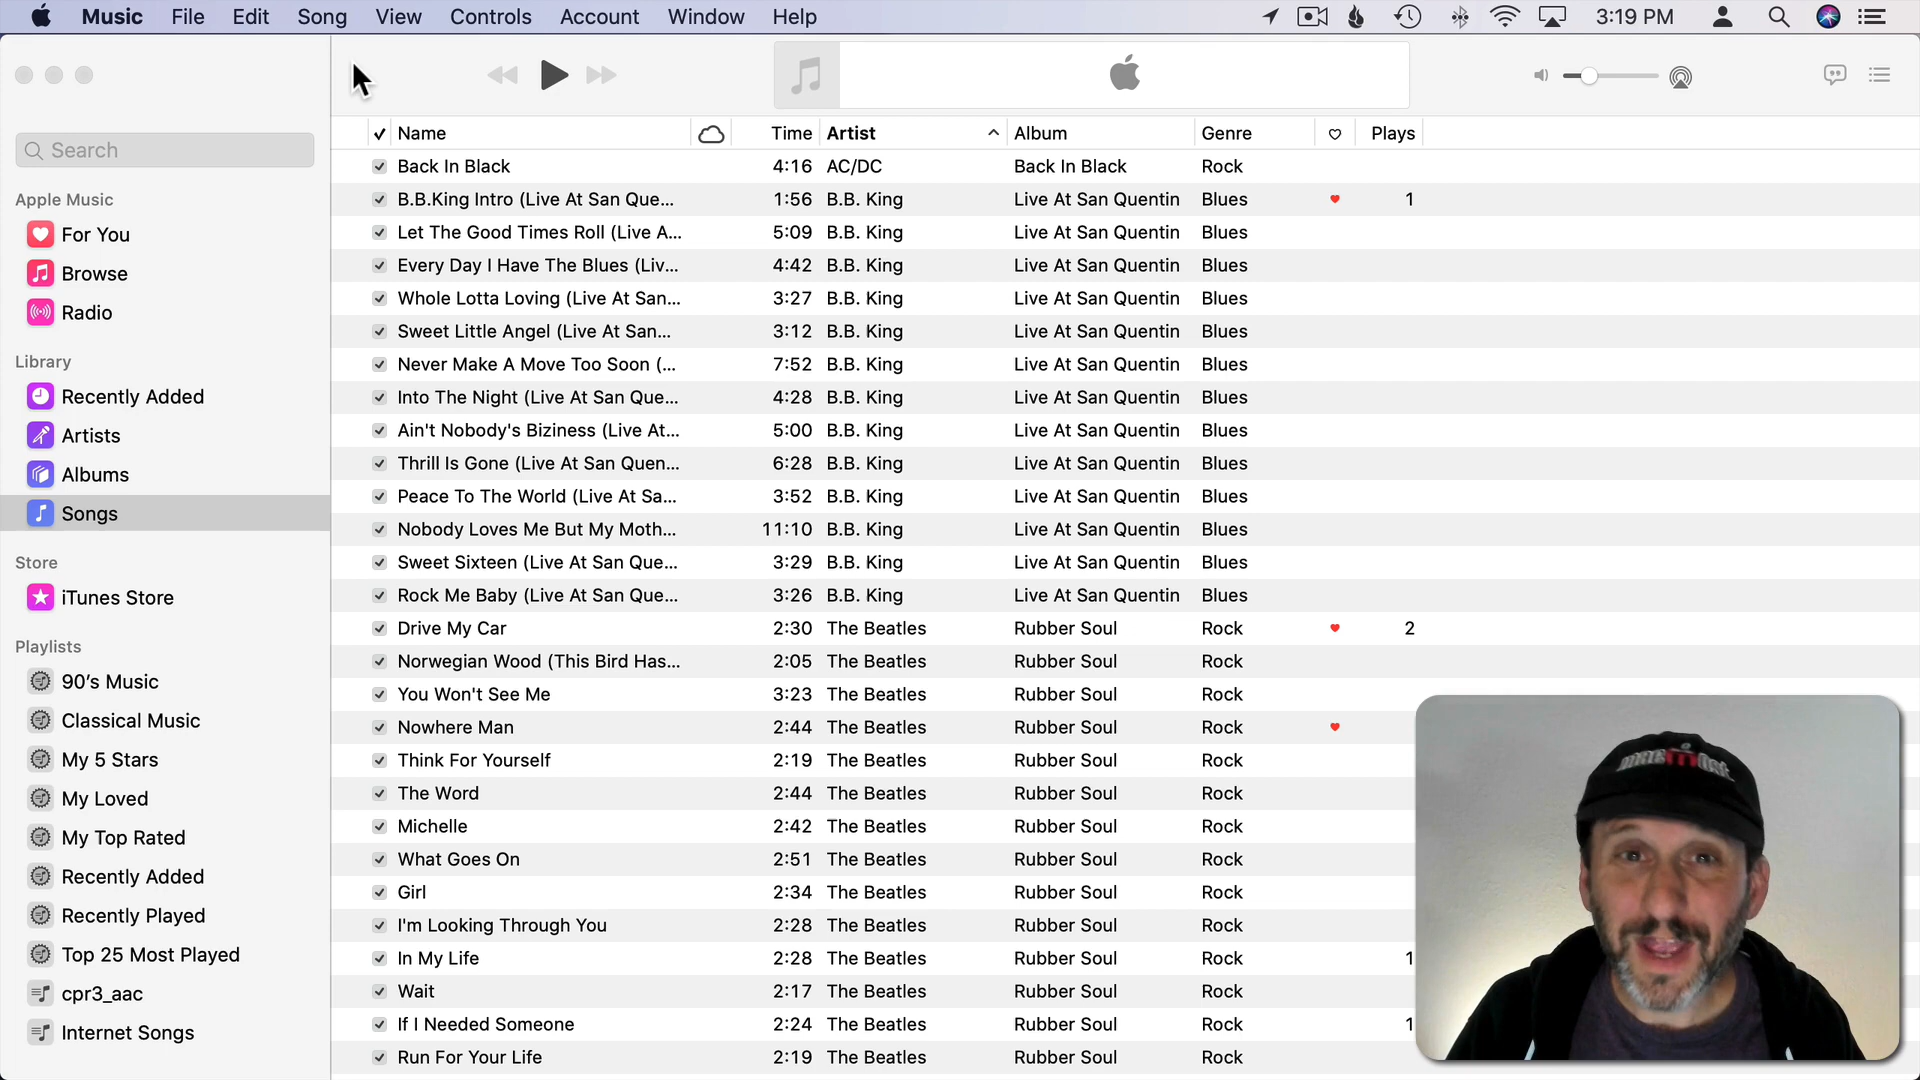 Music File Edit Song View Controls Account Window Help 3:19 PM
Search
Apple Music
For You
Browse
Radio
Library
Recently Added
Artists
Albums
Songs
Store
iTunes Store
Playlists
90's Music
Classical Music
My 5 Stars
My Loved
My Top Rated
Recently Added
Recently Played
Top 25 Most Played
cpr3_aac
Internet Songs
Name Time Artist Album Genre Plays
Back In Black 4:16 AC/DC Back In Black Rock
B.B.King Intro (Live At San Que... 1:56 B.B. King Live At San Quentin Blues 1
Let The Good Times Roll (Live A... 5:09 B.B. King Live At San Quentin Blues
Every Day I Have The Blues (Liv... 4:42 B.B. King Live At San Quentin Blues
Whole Lotta Loving (Live At San... 3:27 B.B. King Live At San Quentin Blues
Sweet Little Angel (Live At San... 3:12 B.B. King Live At San Quentin Blues
Never Make A Move Too Soon (... 7:52 B.B. King Live At San Quentin Blues
Into The Night (Live At San Que... 4:28 B.B. King Live At San Quentin Blues
Ain't Nobody's Biziness (Live At... 5:00 B.B. King Live At San Quentin Blues
Thrill Is Gone (Live At San Quen... 6:28 B.B. King Live At San Quentin Blues
Peace To The World (Live At Sa... 3:52 B.B. King Live At San Quentin Blues
Nobody Loves Me But My Moth... 11:10 B.B. King Live At San Quentin Blues
Sweet Sixteen (Live At San Que... 3:29 B.B. King Live At San Quentin Blues
Rock Me Baby (Live At San Que... 3:26 B.B. King Live At San Quentin Blues
Drive My Car 2:30 The Beatles Rubber Soul Rock 2
Norwegian Wood (This Bird Has... 2:05 The Beatles Rubber Soul Rock
You Won't See Me 3:23 The Beatles Rubber Soul Rock
Nowhere Man 2:44 The Beatles Rubber Soul Rock
Think For Yourself 2:19 The Beatles Rubber Soul Rock
The Word 2:44 The Beatles Rubber Soul Rock
Michelle 2:42 The Beatles Rubber Soul Rock
What Goes On 2:51 The Beatles Rubber Soul Rock
Girl 2:34 The Beatles Rubber Soul Rock
I'm Looking Through You 2:28 The Beatles Rubber Soul Rock
In My Life 2:28 The Beatles Rubber Soul Rock 1
Wait 2:17 The Beatles Rubber Soul Rock
If I Needed Someone 2:24 The Beatles Rubber Soul Rock 1
Run For Your Life 2:19 The Beatles Rubber Soul Rock
macmost